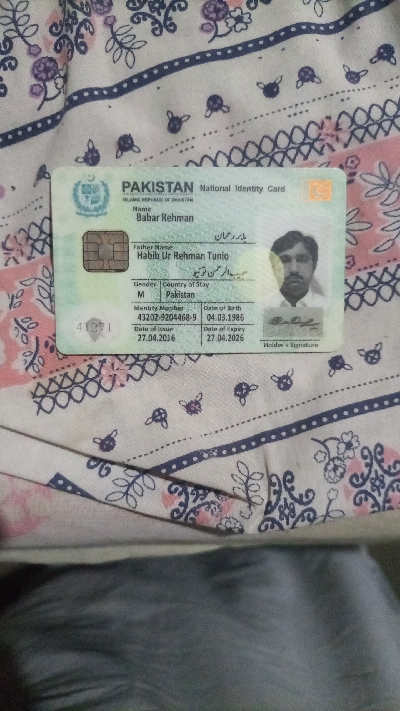 PAKISTAN National Identity Card
ISLAMIC REPUBLIC OF PAKISTAN
Name
Babar Rehman
بابر رحمان
Father Name
Habib Ur Rehman Tunio
حبیب الرحمن تونیو
Gender Country of Stay
M Pakistan
Identity Number Date of Birth
43202-9204468-9 04.03.1986
Date of Issue Date of Expiry
27.04.2016 27.04.2026
41271
Holder's Signature